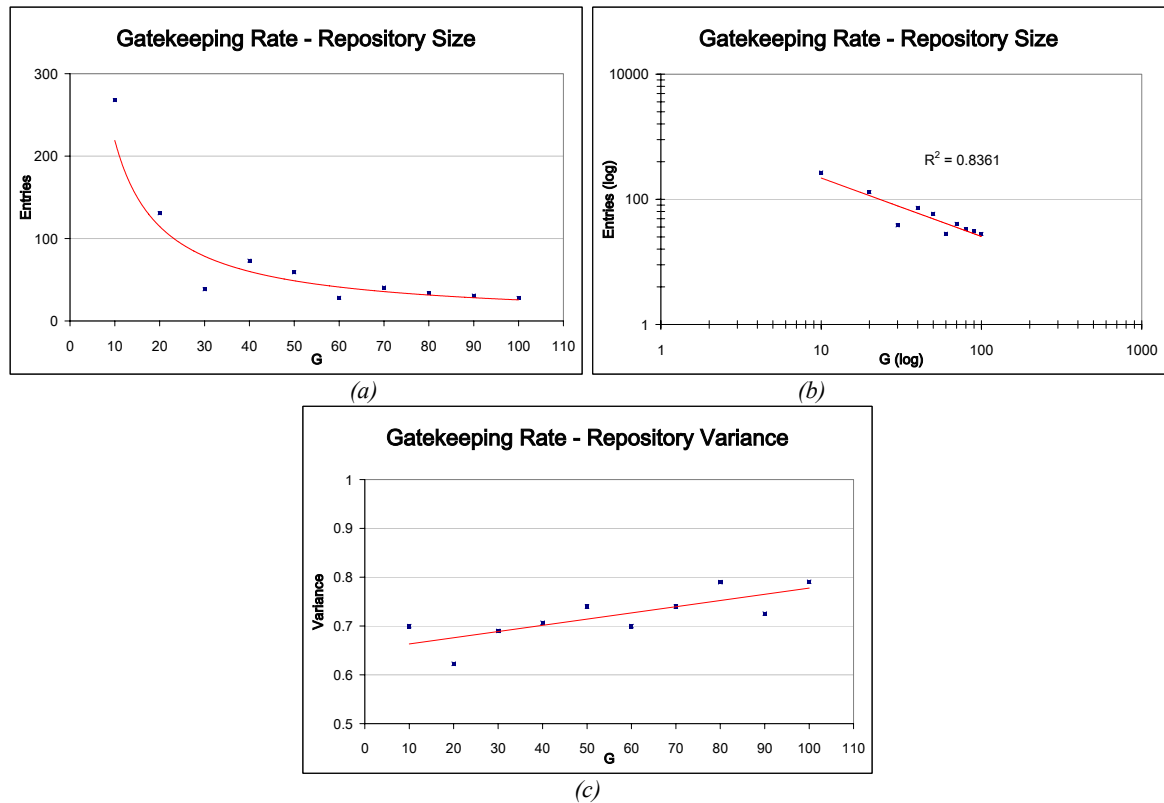 Gatekeeping Rate - Repository Size
300
200
100
0
Entries
0 10 20 30 40 50 60 70 80 90 100 110
G
(a)
Gatekeeping Rate - Repository Size
10000
100
1
Entries (log)
R² = 0.8361
1 10 100 1000
G (log)
(b)
Gatekeeping Rate - Repository Variance
1
0.9
0.8
0.7
0.6
0.5
Variance
0 10 20 30 40 50 60 70 80 90 100 110
G
(c)